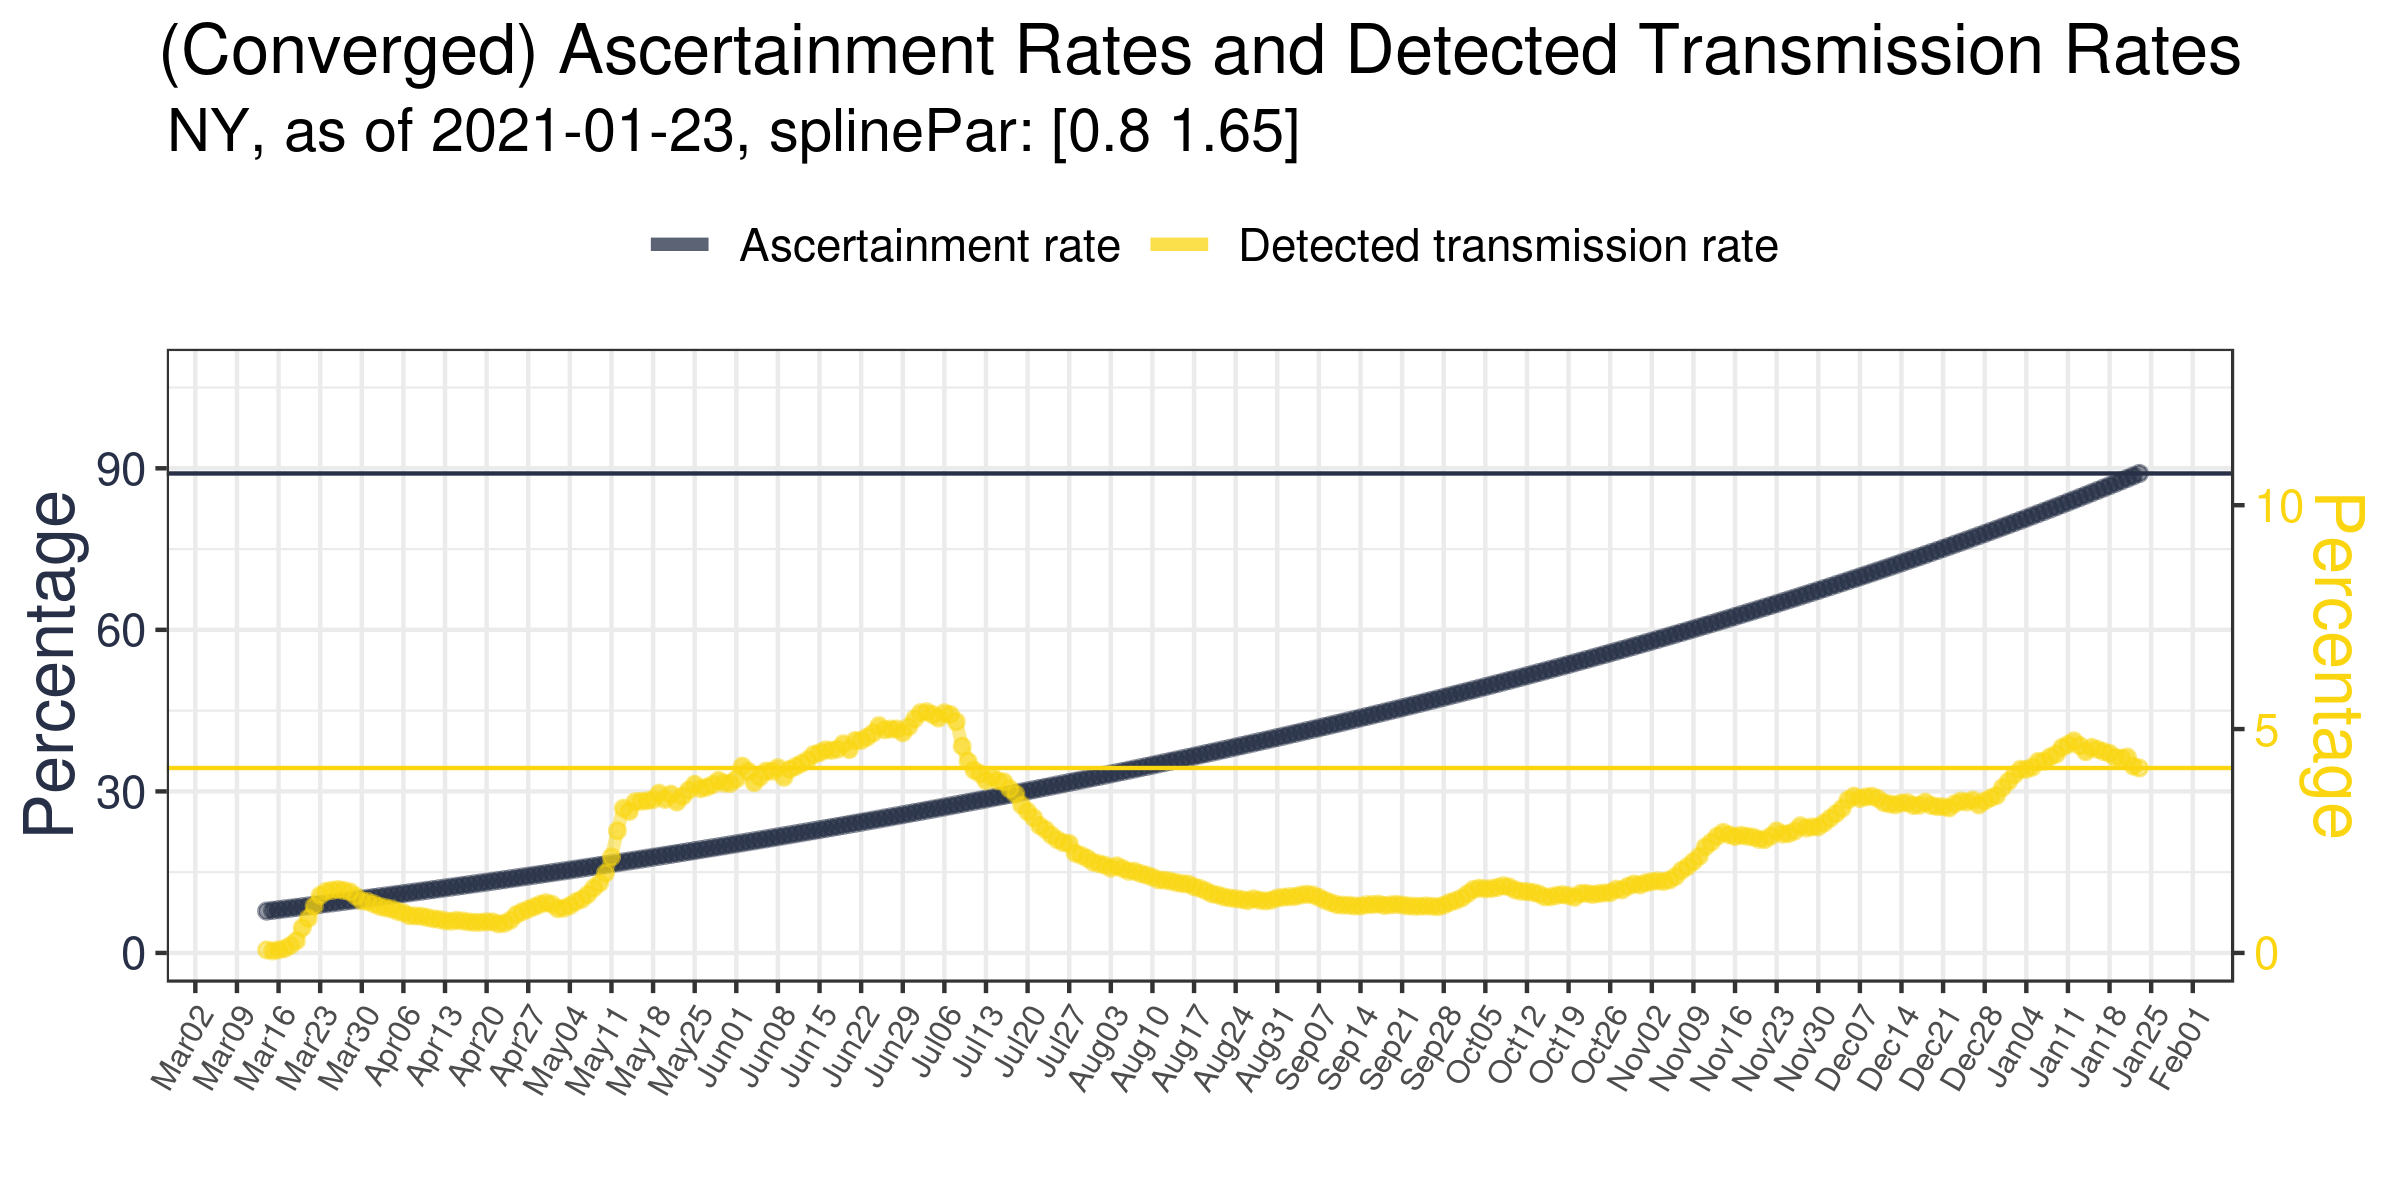 (Converged) Ascertainment Rates and Detected Transmission Rates
NY, as of 2021-01-23, splinePar: [0.8 1.65]
Ascertainment rate
Detected transmission rate
Percentage
90
60
30
0
10
5
0
Percentage
Mar02
Mar09
Mar16
Mar23
Mar30
Apr06
Apr13
Apr20
Apr27
May04
May11
May18
May25
Jun01
Jun08
Jun15
Jun22
Jun29
Jul06
Jul13
Jul20
Jul27
Aug03
Aug10
Aug17
Aug24
Aug31
Sep07
Sep14
Sep21
Sep28
Oct05
Oct12
Oct19
Oct26
Nov02
Nov09
Nov16
Nov23
Nov30
Dec07
Dec14
Dec21
Dec28
Jan04
Jan11
Jan18
Jan25
Feb01